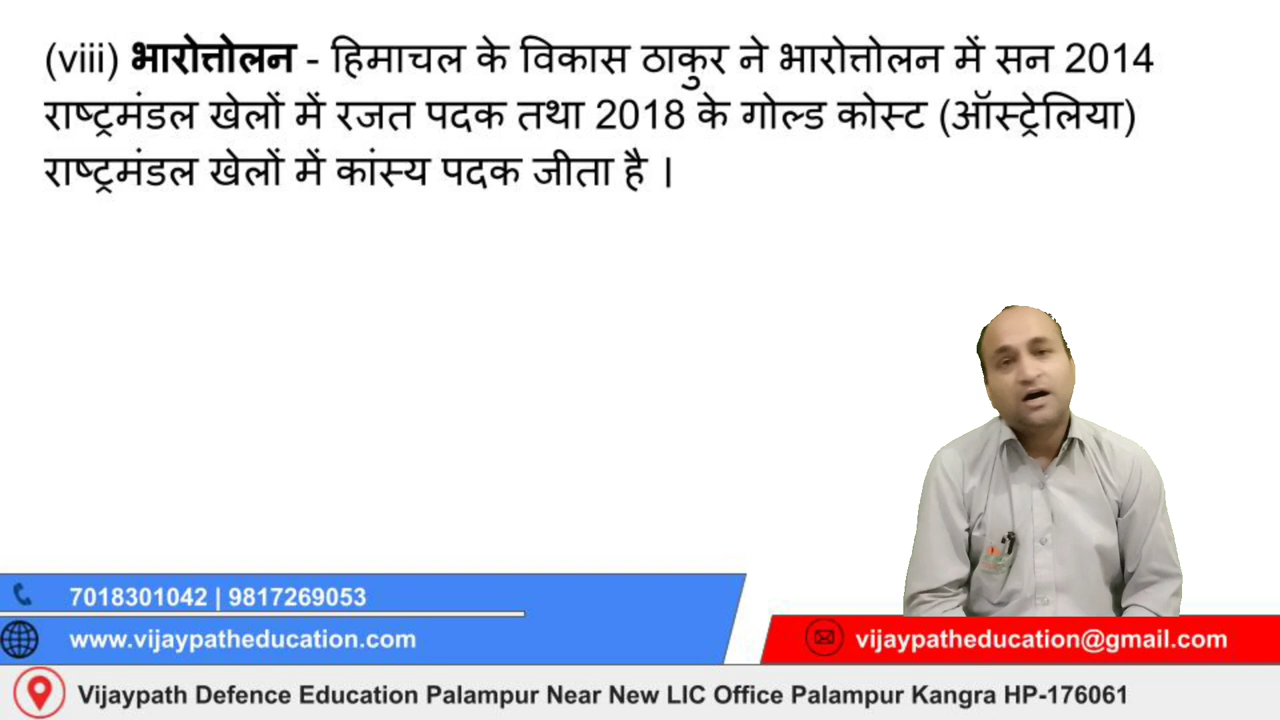 (viii) भारोत्तोलन - हिमाचल के विकास ठाकुर ने भारोत्तोलन में सन 2014
राष्ट्रमंडल खेलों में रजत पदक तथा 2018 के गोल्ड कोस्ट (ऑस्ट्रेलिया)
राष्ट्रमंडल खेलों में कांस्य पदक जीता है ।
7018301042 | 9817269053
www.vijaypatheducation.com
vijaypatheducation@gmail.com
Vijaypath Defence Education Palampur Near New LIC Office Palampur Kangra HP-176061